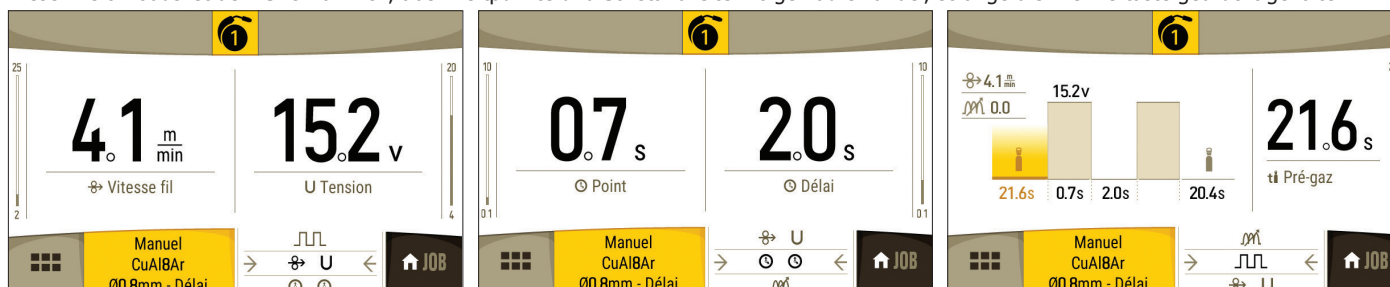 1
25
20
4.1 m/min
15.2 V
Vitesse fil
U Tension
2
4
Manuel
CuAl8Ar
Ø0.8mm - Délai
U
JOB
1
10
10
0.7 s
2.0 s
Point
Délai
0.1
0.1
Manuel
CuAl8Ar
Ø0.8mm - Délai
U
JOB
1
4.1 m/min
15.2 v
0.0
21.6 s
Pré-gaz
21.6s 0.7s 2.0s 20.4s
Manuel
CuAl8Ar
Ø0.8mm - Délai
U
JOB